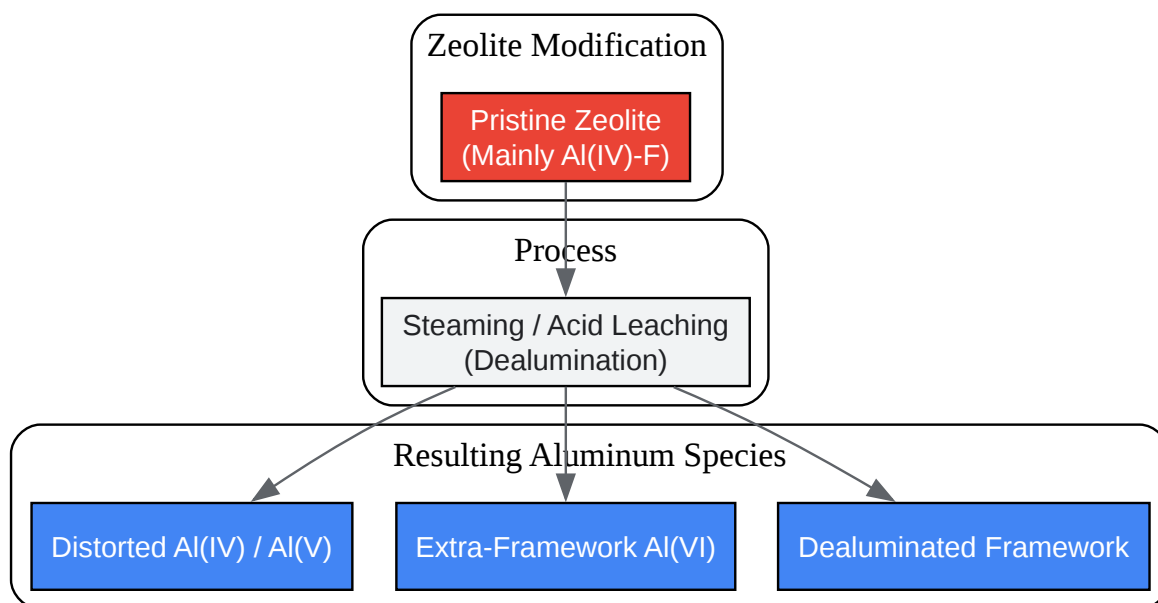 Zeolite Modification
Pristine Zeolite
(Mainly Al(IV)-F)
Process
Steaming / Acid Leaching
(Dealumination)
Resulting Aluminum Species
Distorted Al(IV) / Al(V)
Extra-Framework Al(VI)
Dealuminated Framework